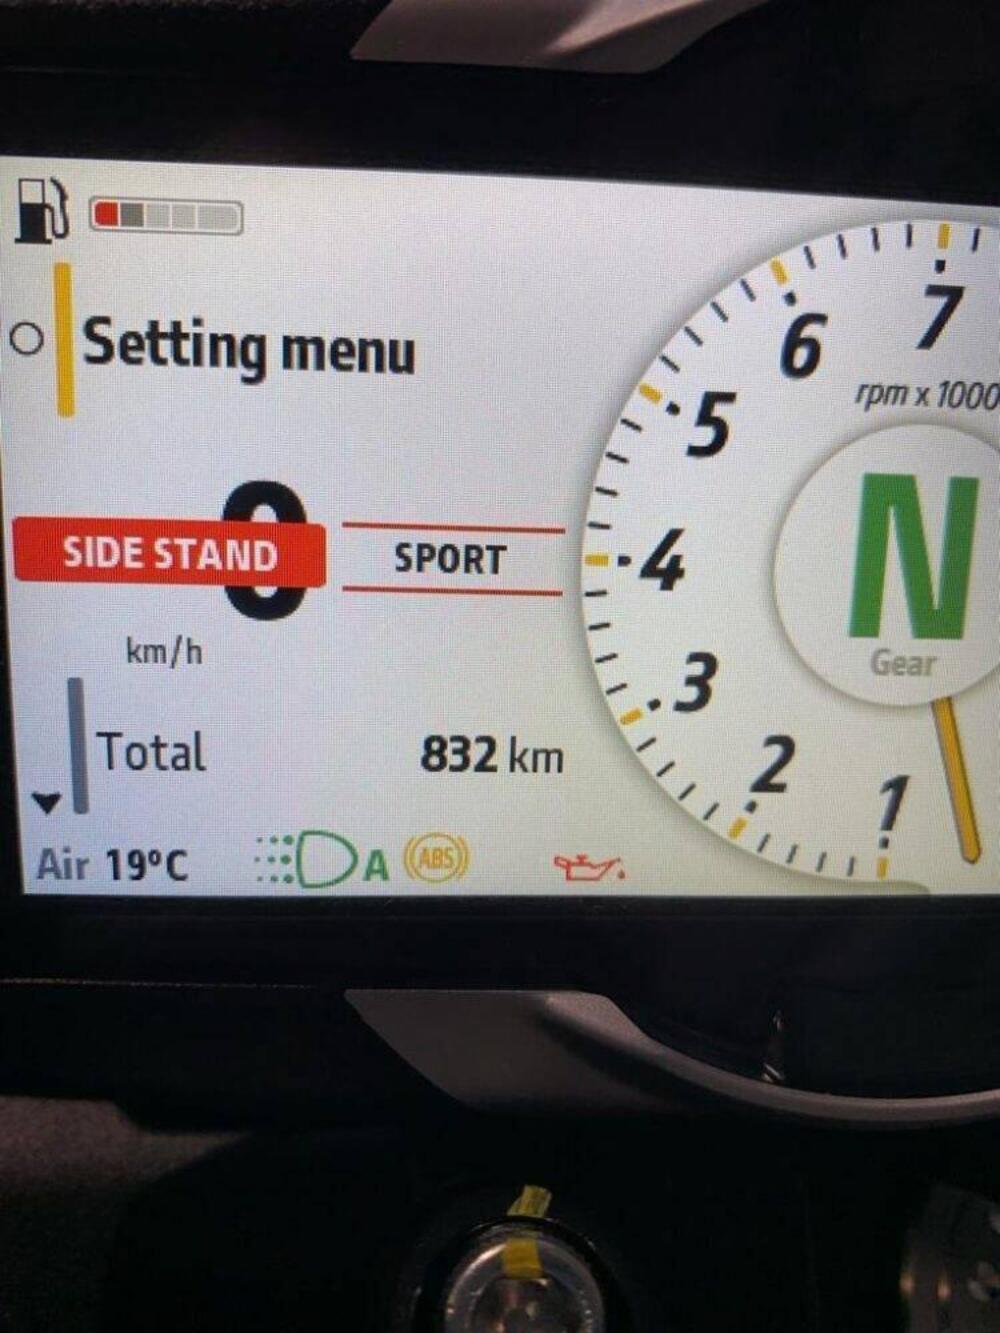 Setting menu
7
6
rpm x 1000
5
0
SIDE STAND
SPORT
4
N
km/h
Gear
3
Total
832 km
2
1
Air 19ºC
A
ABS